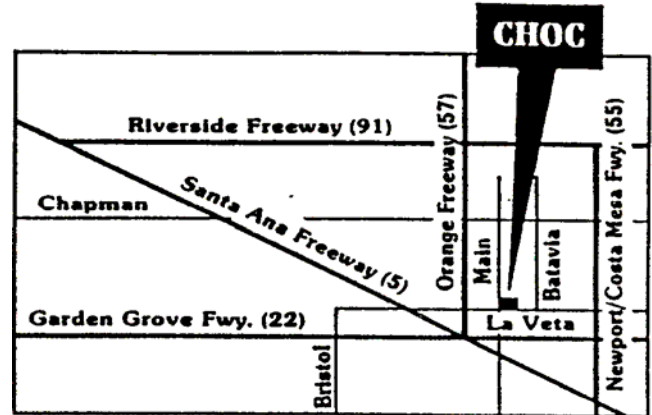 CHOC
Riverside Freeway (91)
Orange Freeway (57)
Newport/Costa Mesa Fwy. (55)
Chapman
Santa Ana Freeway (5)
Main
Batavia
Garden Grove Fwy. (22)
La Veta
Bristol